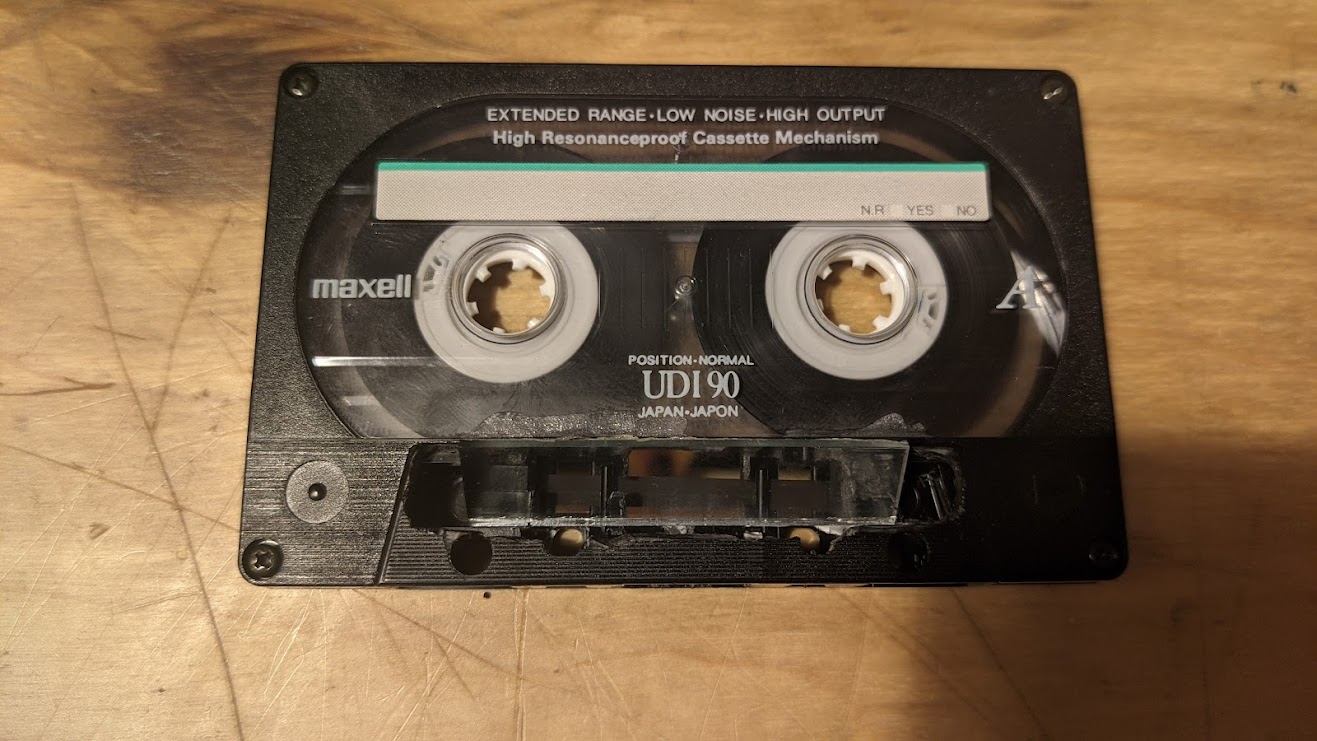 EXTENDED RANGE·LOW NOISE·HIGH OUTPUT
High Resonanceproof Cassette Mechanism
N.R YES NO
maxell
A
POSITION·NORMAL
UDI 90
JAPAN·JAPON